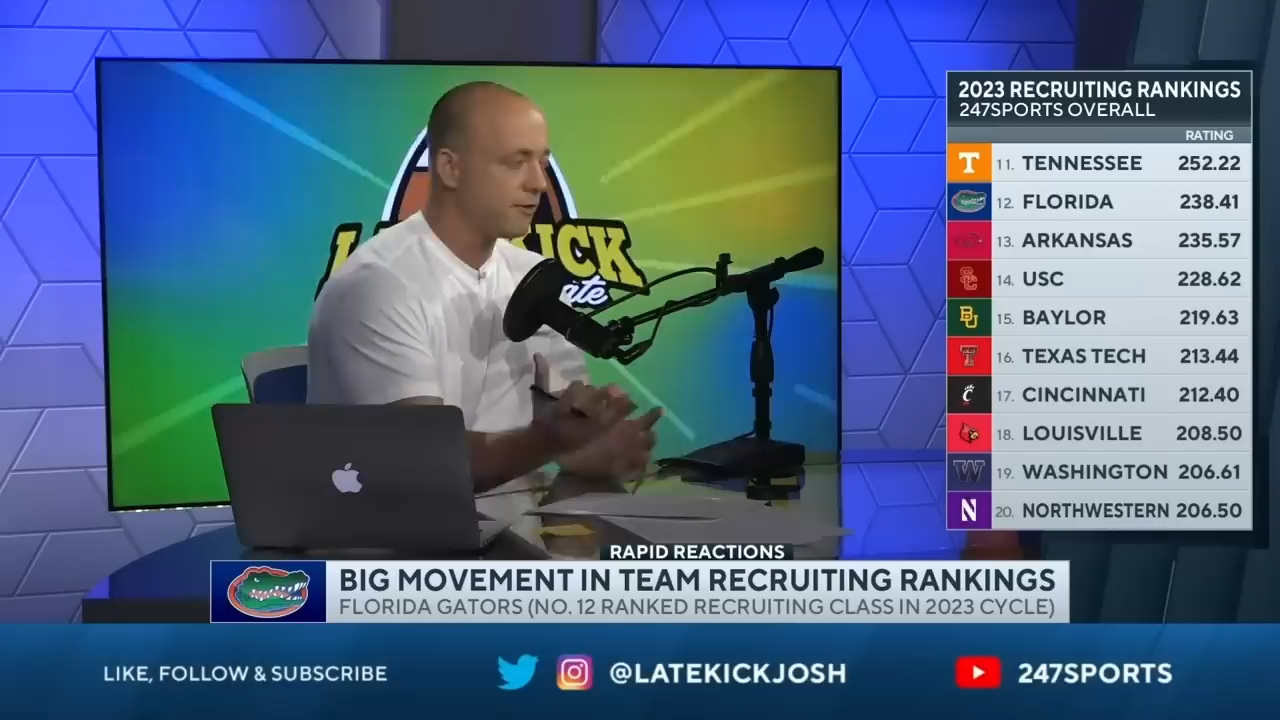 2023 RECRUITING RANKINGS
247SPORTS OVERALL
RATING
T 11. TENNESSEE 252.22
12. FLORIDA 238.41
13. ARKANSAS 235.57
SC 14. USC 228.62
BU 15. BAYLOR 219.63
T 16. TEXAS TECH 213.44
C 17. CINCINNATI 212.40
18. LOUISVILLE 208.50
W 19. WASHINGTON 206.61
N 20. NORTHWESTERN 206.50
RAPID REACTIONS
BIG MOVEMENT IN TEAM RECRUITING RANKINGS
FLORIDA GATORS (NO. 12 RANKED RECRUITING CLASS IN 2023 CYCLE)
LIKE, FOLLOW & SUBSCRIBE
@LATEKICKJOSH
247SPORTS